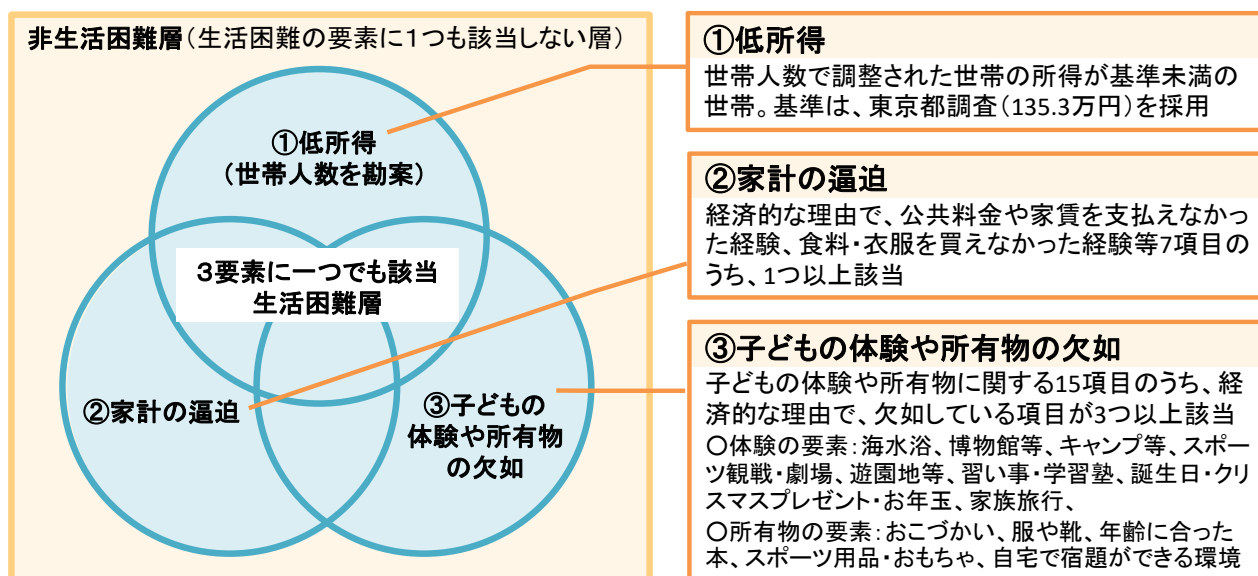 非生活困難層(生活困難の要素に1つも該当しない層)
①低所得
(世帯人数を勘案)
3要素に一つでも該当
生活困難層
②家計の逼迫
③子どもの
体験や所有物
の欠如
①低所得
世帯人数で調整された世帯の所得が基準未満の
世帯。基準は、東京都調査(135.3万円)を採用
②家計の逼迫
経済的な理由で、公共料金や家賃を支払えなかっ
た経験、食料・衣服を買えなかった経験等7項目の
うち、1つ以上該当
③子どもの体験や所有物の欠如
子どもの体験や所有物に関する15項目のうち、経
済的な理由で、欠如している項目が3つ以上該当
○体験の要素:海水浴、博物館等、キャンプ等、スポー
ツ観戦・劇場、遊園地等、習い事・学習塾、誕生日・クリ
スマスプレゼント・お年玉、家族旅行、
○所有物の要素:おこづかい、服や靴、年齢に合った
本、スポーツ用品・おもちゃ、自宅で宿題ができる環境